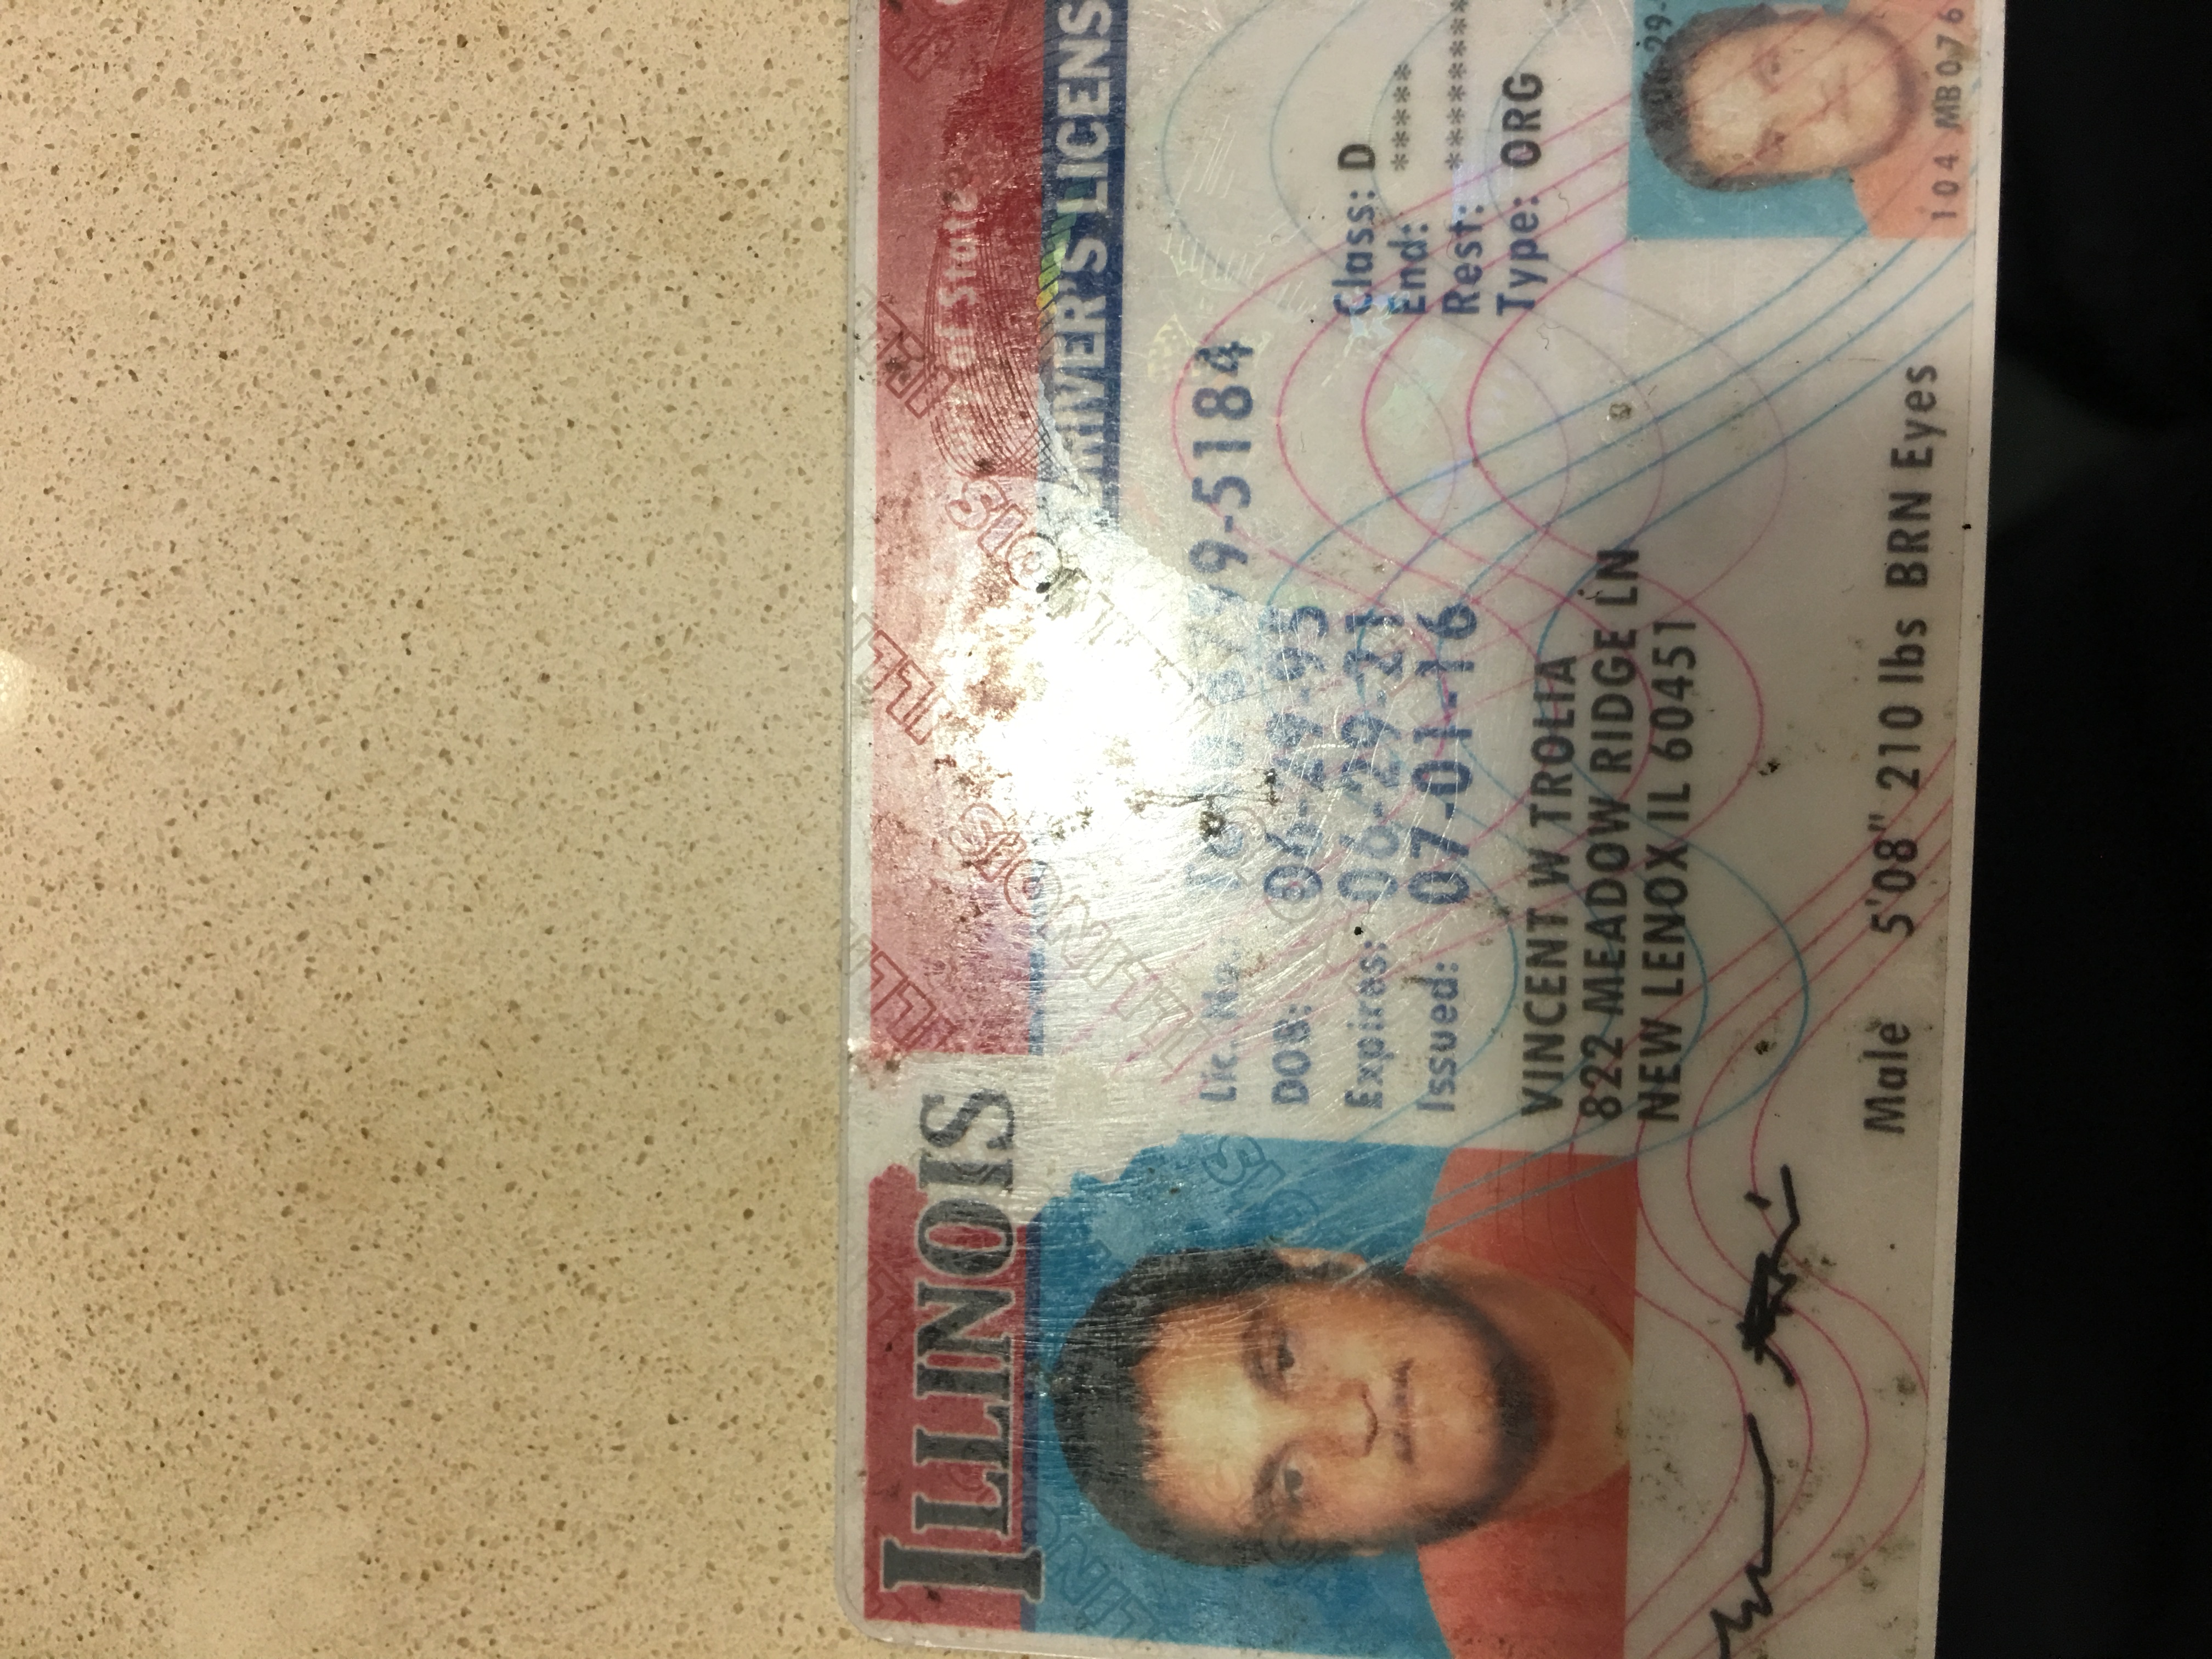 ILLINOIS
of State
DRIVER'S LICENS
Lic. No.: 9-5184
DOB: 06-29-95
Expires: 06-29-21
Issued: 07-01-16
Class: D
End: ******
Rest: **********
Type: ORG
VINCENT W TROLIA
822 MEADOW RIDGE LN
NEW LENOX IL 60451
Male 5'08" 210 lbs BRN Eyes
06-29-
104 MB076